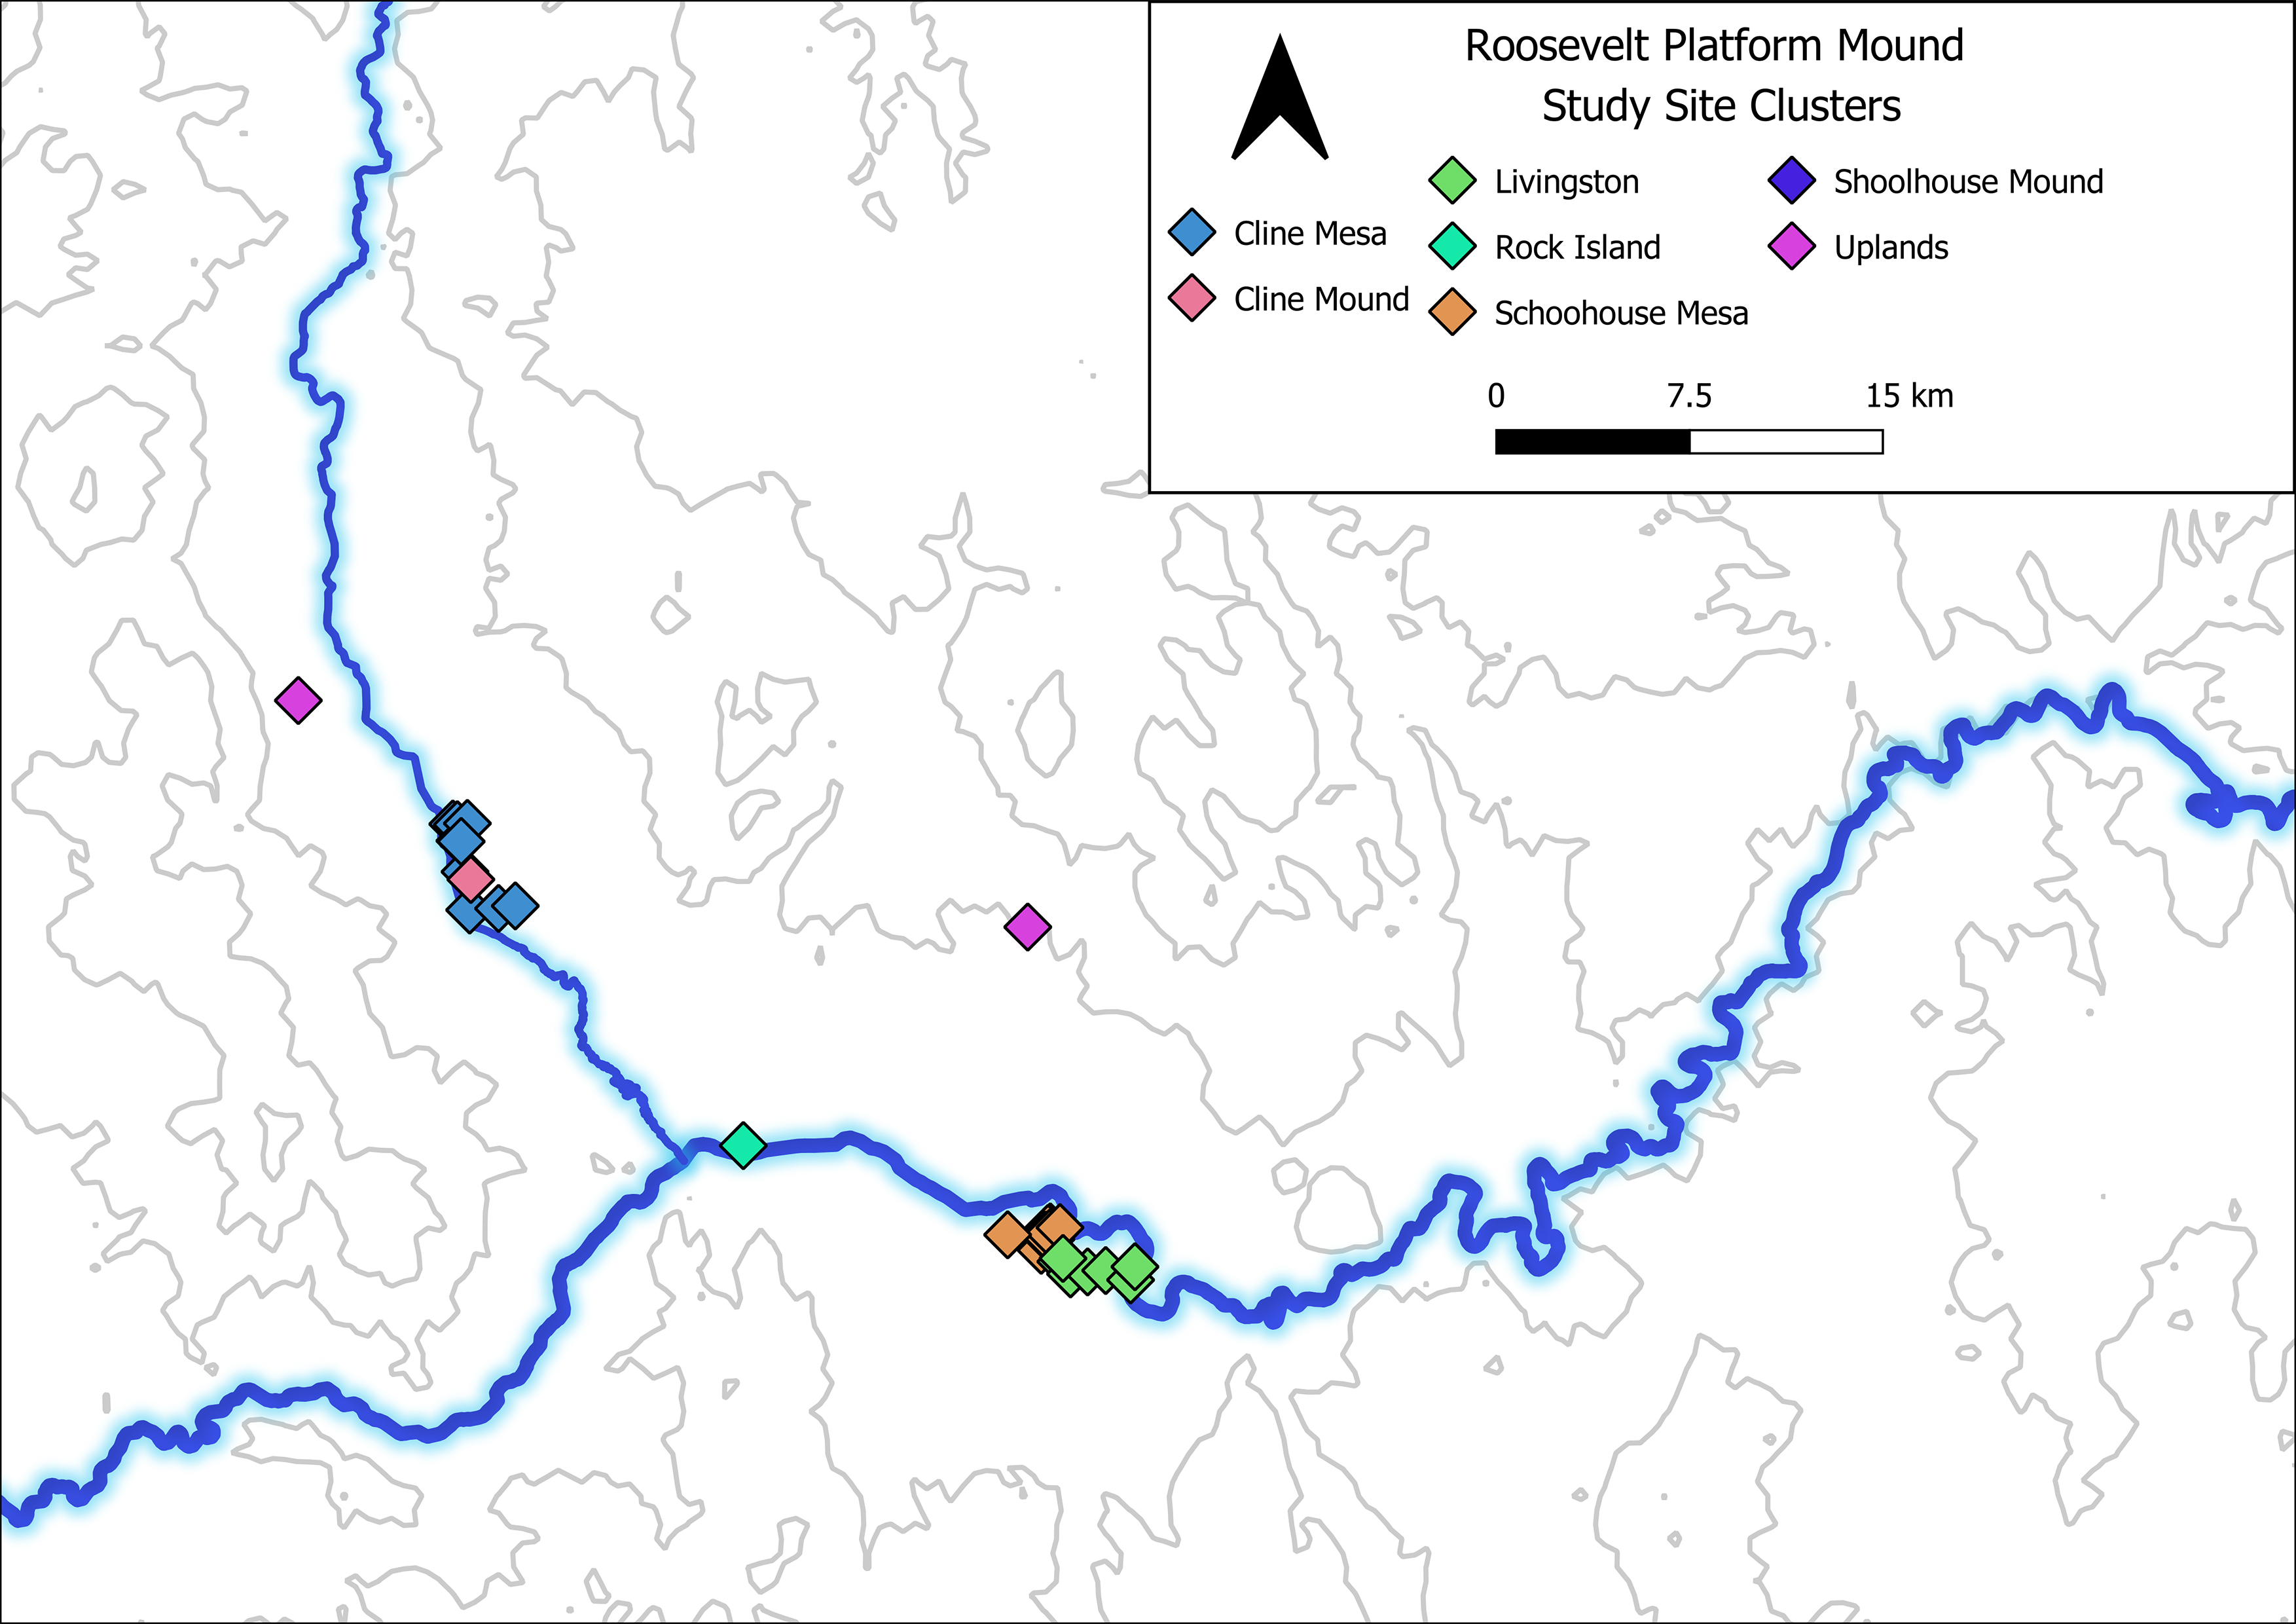 Roosevelt Platform Mound
Study Site Clusters
Cline Mesa
Cline Mound
Livingston
Rock Island
Schoohouse Mesa
Shoolhouse Mound
Uplands
0 7.5 15 km